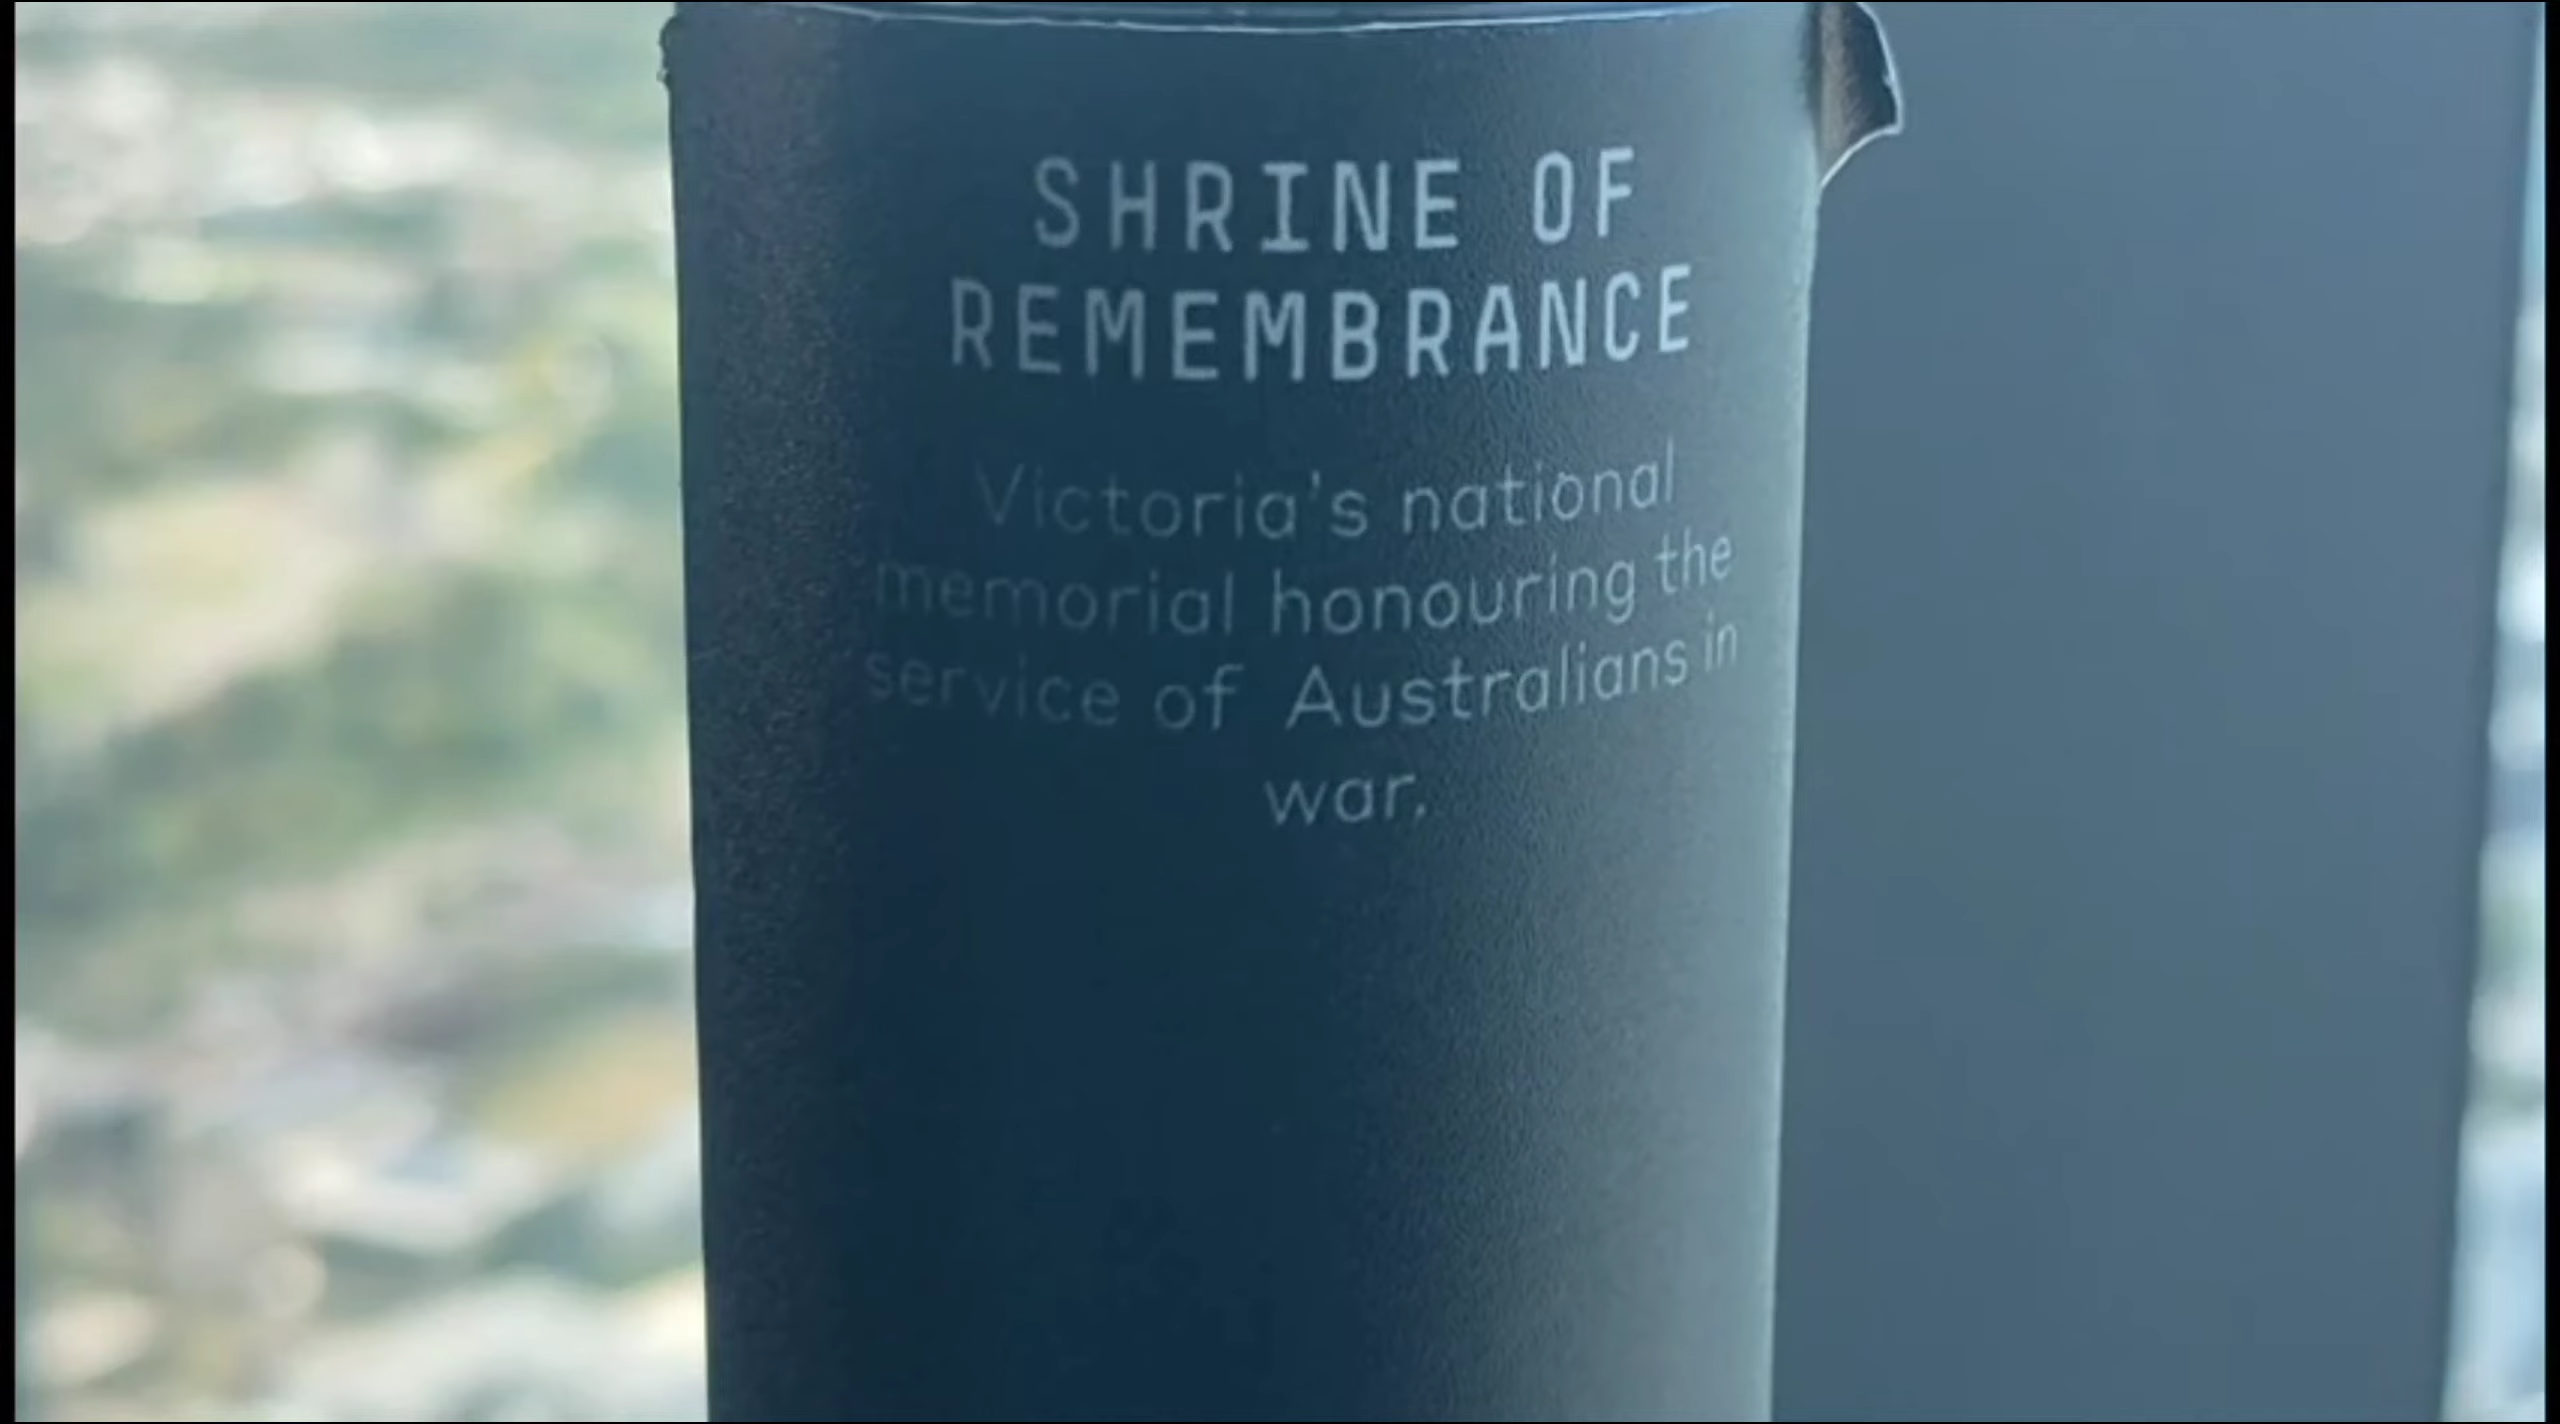 SHRINE OF
REMEMBRANCE
Victoria's national
memorial honouring the
service of Australians in
war.